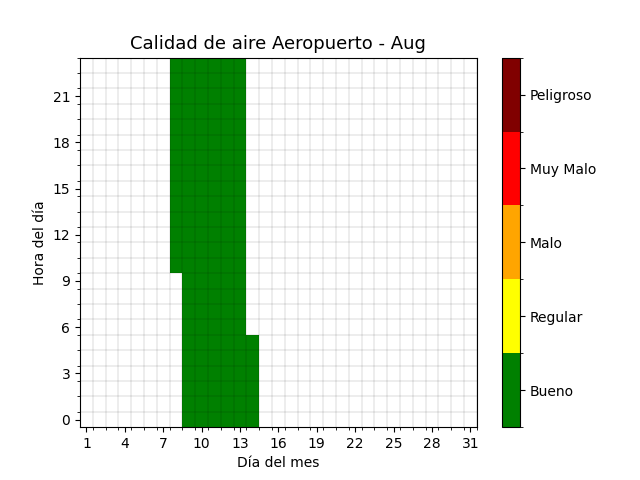 Calidad de aire Aeropuerto - Aug
Hora del día
21
18
15
12
9
6
3
0
1 4 7 10 13 16 19 22 25 28 31
Día del mes
Peligroso
Muy Malo
Malo
Regular
Bueno